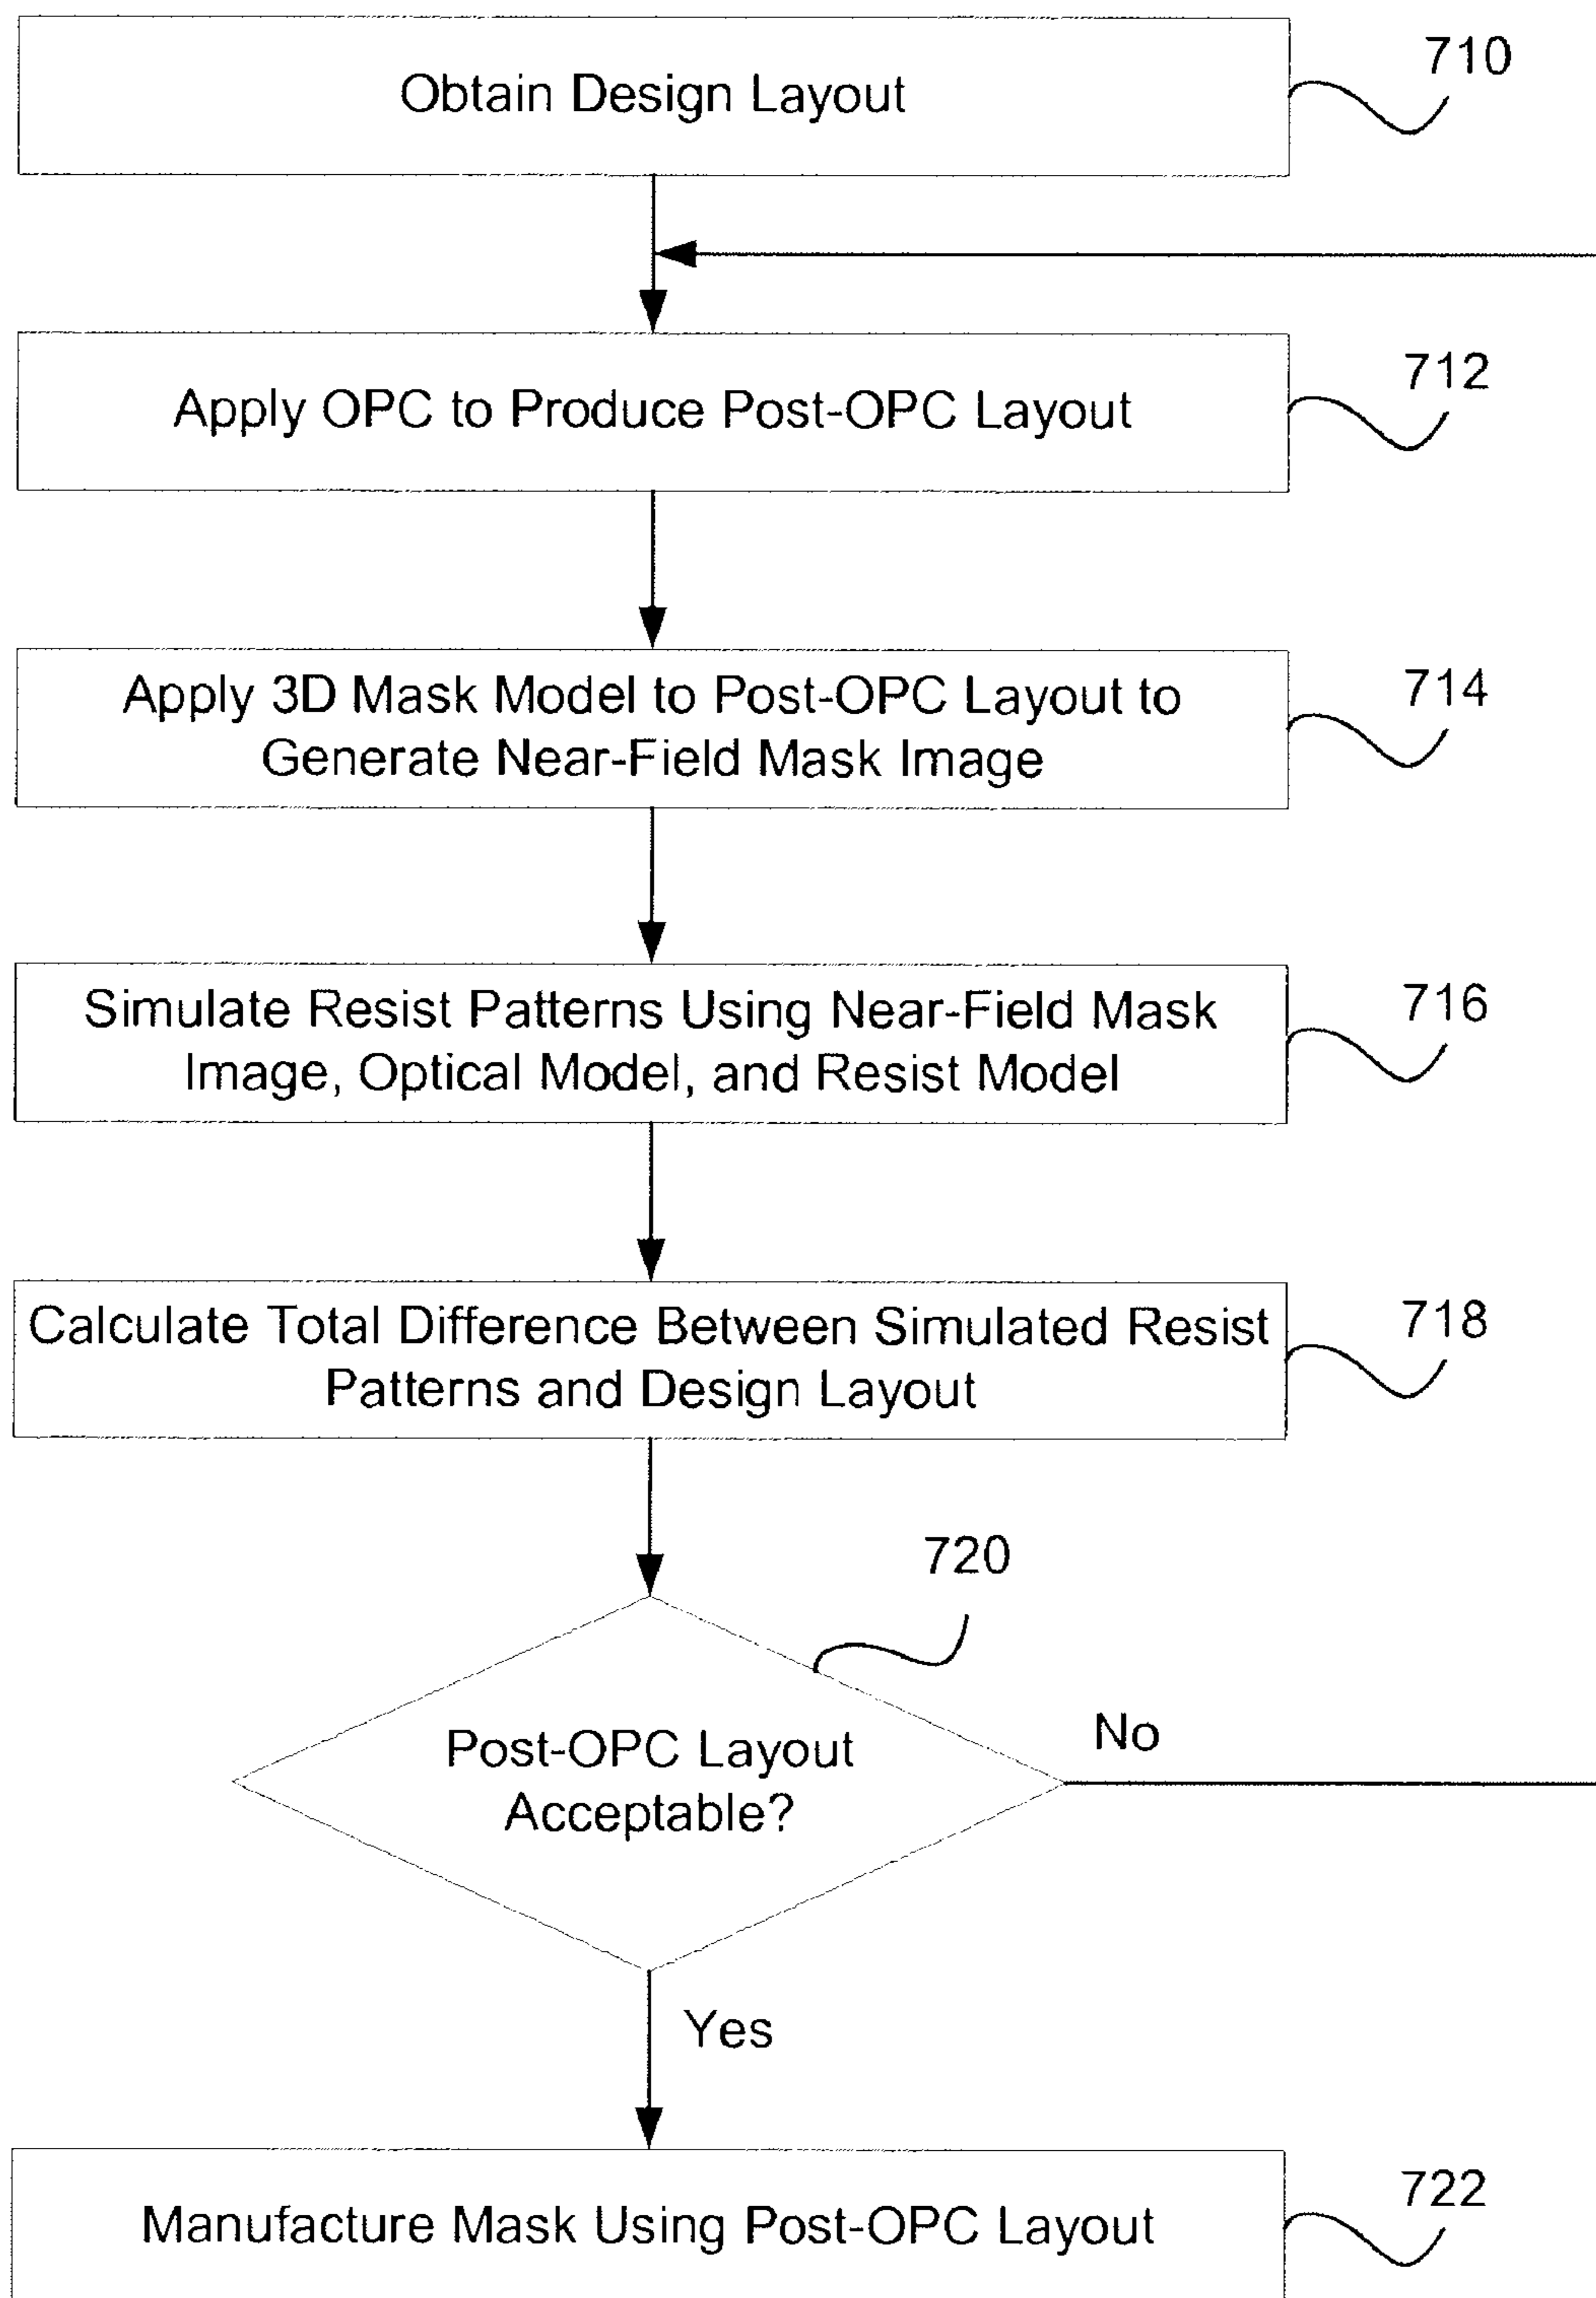 710
Obtain Design Layout
712
Apply OPC to Produce Post-OPC Layout
714
Apply 3D Mask Model to Post-OPC Layout to
Generate Near-Field Mask Image
716
Simulate Resist Patterns Using Near-Field Mask
Image, Optical Model, and Resist Model
718
Calculate Total Difference Between Simulated Resist
Patterns and Design Layout
720
Post-OPC Layout
Acceptable?
No
Yes
722
Manufacture Mask Using Post-OPC Layout